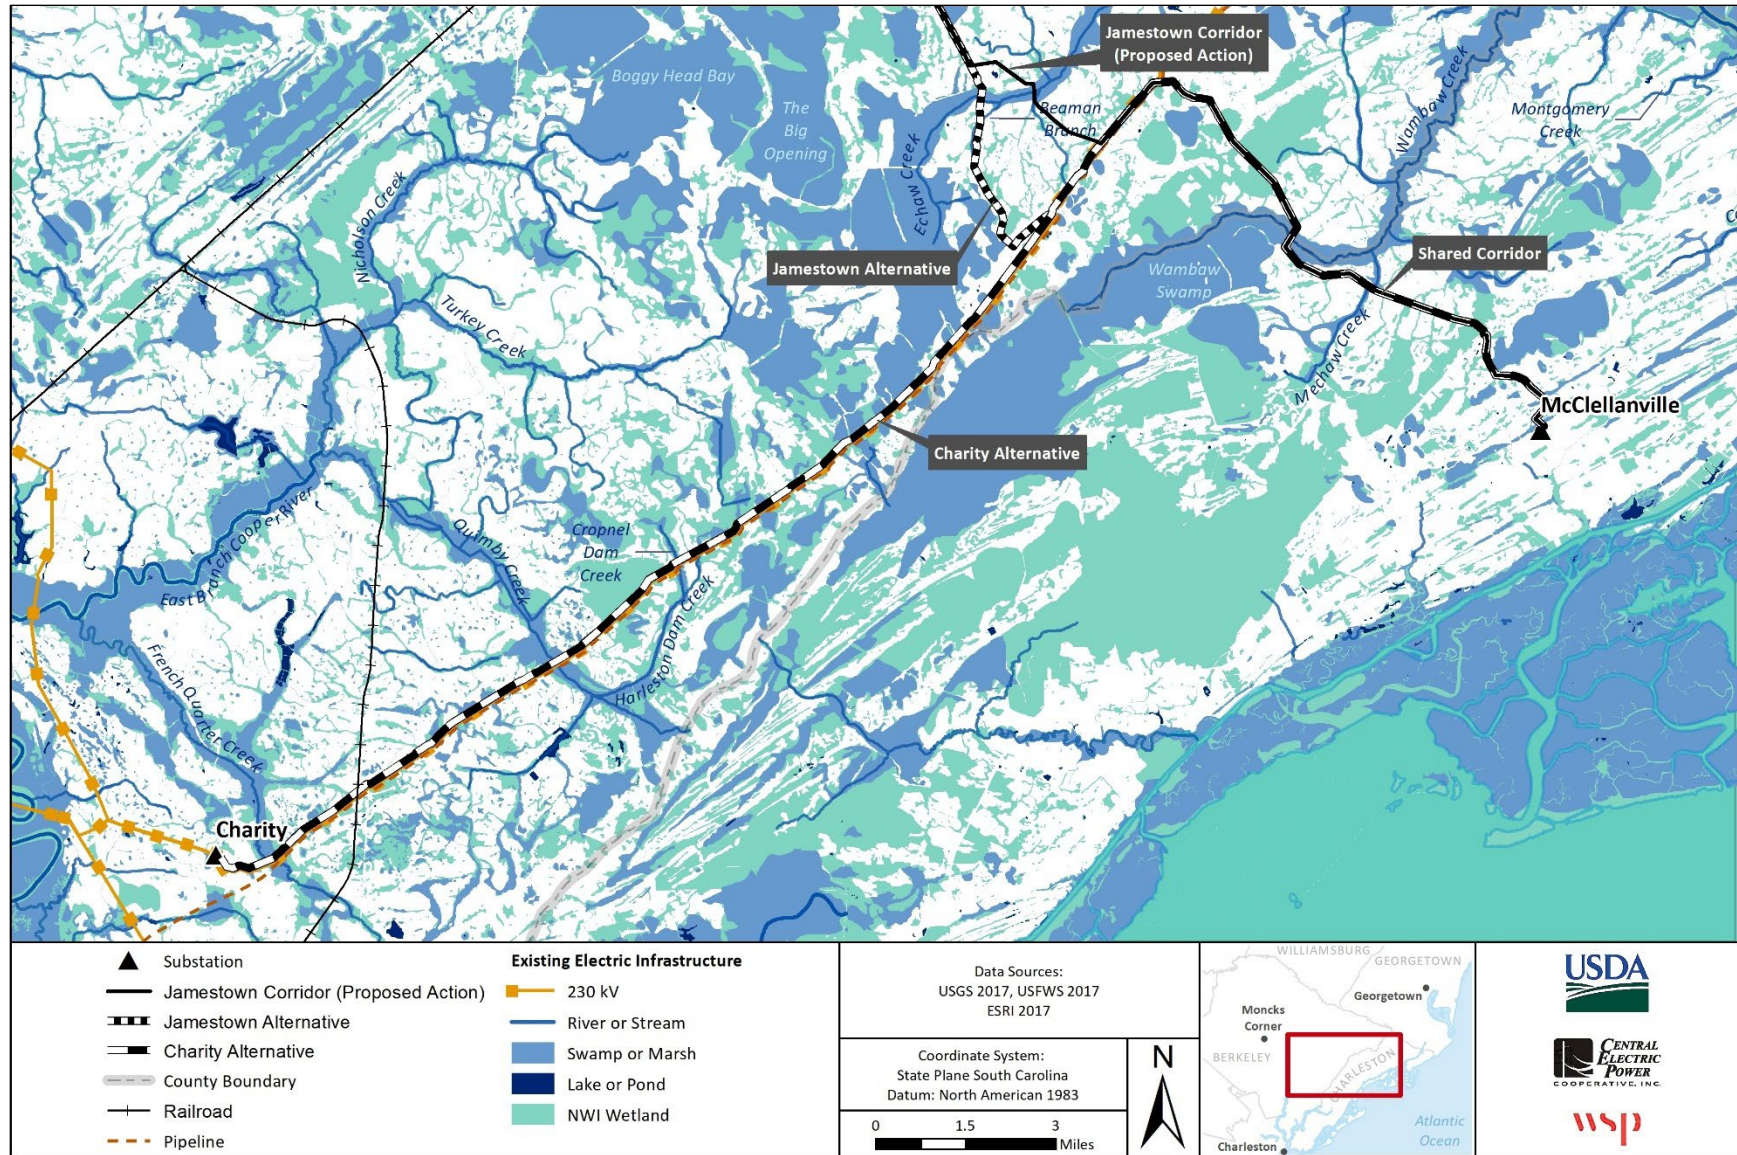 Jamestown Corridor
(Proposed Action)
Boggy Head Bay
The
Big
Opening
Beaman
Branch
Echaw Creek
Wambaw Creek
Montgomery
Creek
Nicholson Creek
Jamestown Alternative
Shared Corridor
Wambaw
Swamp
Turkey Creek
Mechaw Creek
McClellanville
Charity Alternative
East Branch Cooper River
Quimby Creek
Cropnel
Dam
Creek
Harleston Dam Creek
French Quarter Creek
Charity
Substation
Jamestown Corridor (Proposed Action)
Jamestown Alternative
Charity Alternative
County Boundary
Railroad
Pipeline
Existing Electric Infrastructure
230 kV
River or Stream
Swamp or Marsh
Lake or Pond
NWI Wetland
Data Sources:
USGS 2017, USFWS 2017
ESRI 2017
Coordinate System:
State Plane South Carolina
Datum: North American 1983
0 1.5 3
Miles
N
WILLIAMSBURG
GEORGETOWN
Georgetown
Moncks
Corner
BERKELEY
CHARLESTON
Atlantic
Ocean
Charleston
USDA
CENTRAL
ELECTRIC
POWER
COOPERATIVE, INC.
wsp